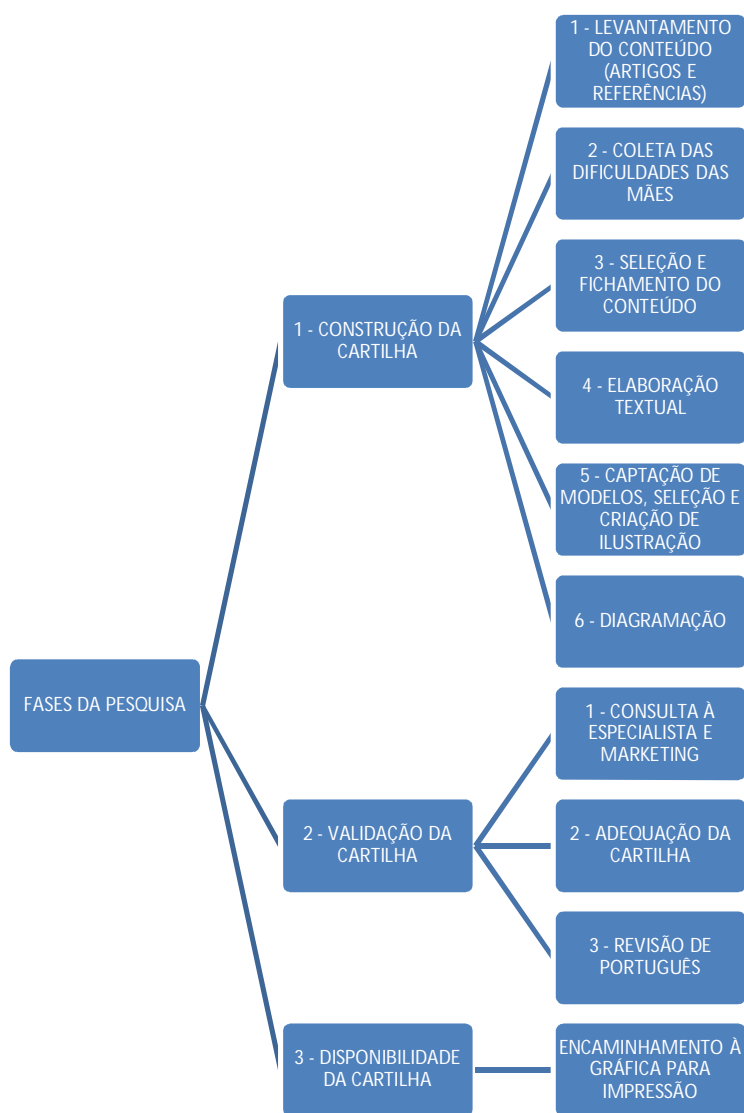 FASES DA PESQUISA
1 - CONSTRUÇÃO DA
CARTILHA
1 - LEVANTAMENTO
DO CONTEÚDO
(ARTIGOS E
REFERÊNCIAS)
2 - COLETA DAS
DIFICULDADES DAS
MÃES
3 - SELEÇÃO E
FICHAMENTO DO
CONTEÚDO
4 - ELABORAÇÃO
TEXTUAL
5 - CAPTAÇÃO DE
MODELOS, SELEÇÃO E
CRIAÇÃO DE
ILUSTRAÇÃO
6 - DIAGRAMAÇÃO
2 - VALIDAÇÃO DA
CARTILHA
1 - CONSULTA À
ESPECIALISTA E
MARKETING
2 - ADEQUAÇÃO DA
CARTILHA
3 - REVISÃO DE
PORTUGUÊS
3 - DISPONIBILIDADE
DA CARTILHA
ENCAMINHAMENTO À
GRÁFICA PARA
IMPRESSÃO